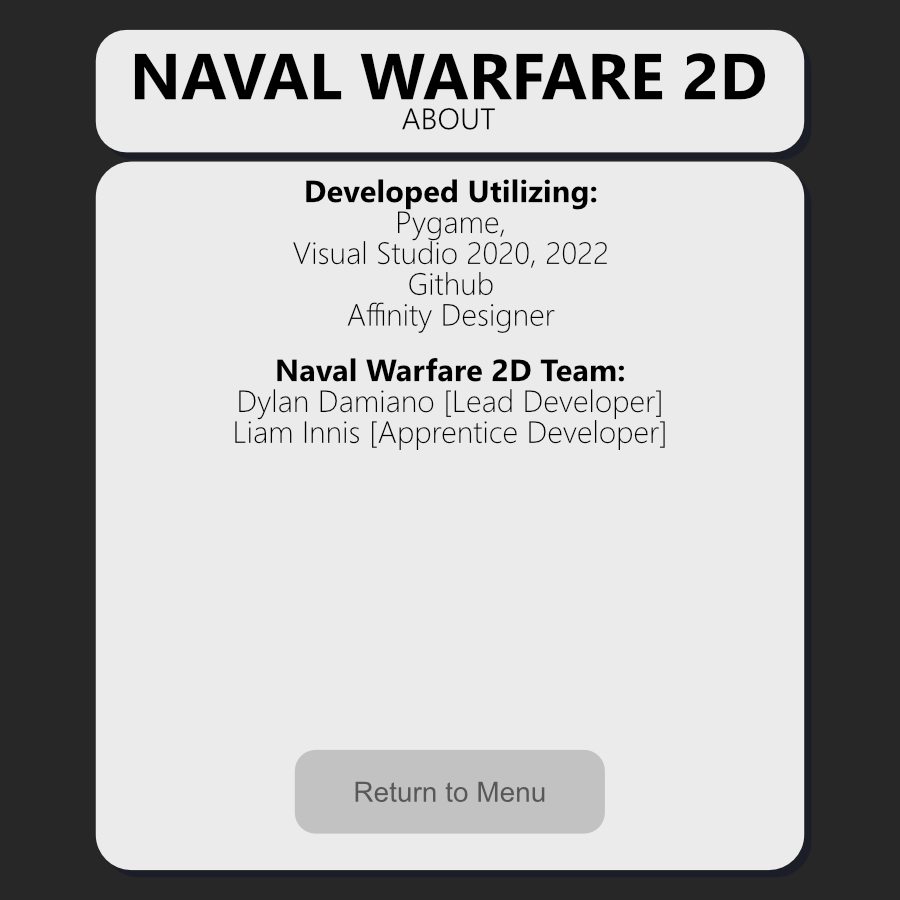 NAVAL WARFARE 2D
ABOUT
Developed Utilizing:
Pygame,
Visual Studio 2020, 2022
Github
Affinity Designer
Naval Warfare 2D Team:
Dylan Damiano [Lead Developer]
Liam Innis [Apprentice Developer]
Return to Menu